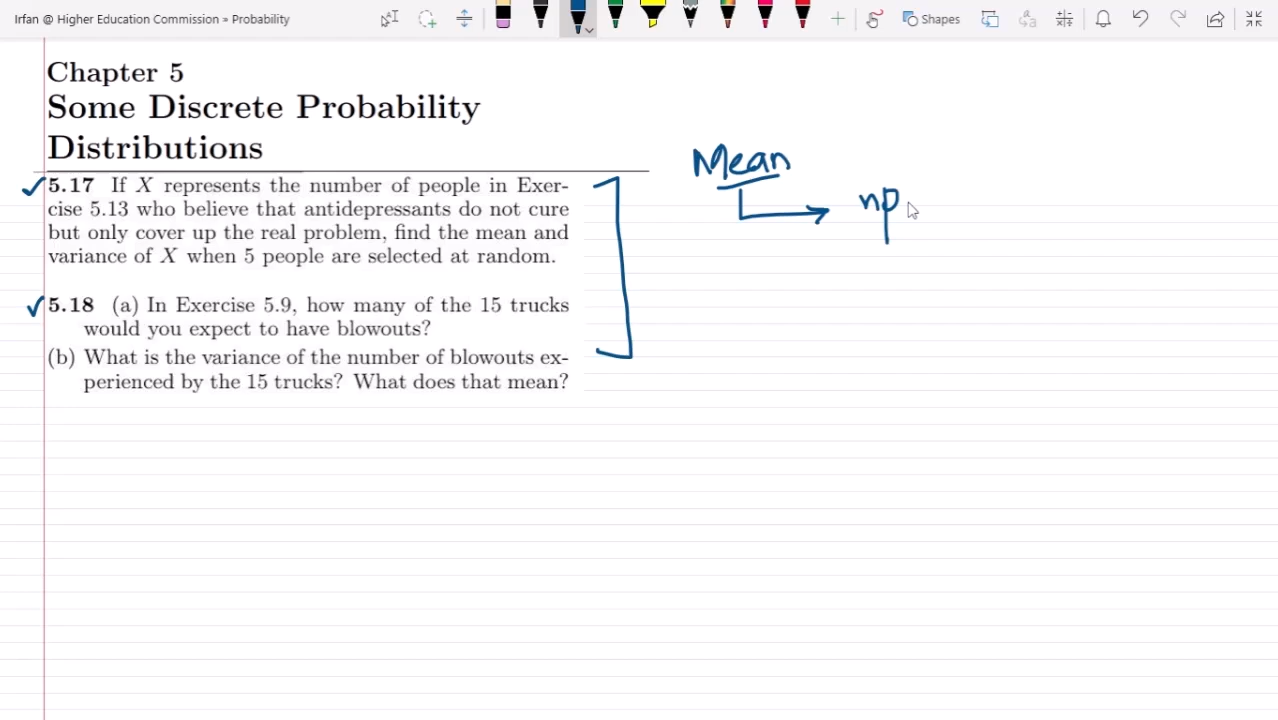 Irfan @ Higher Education Commission » Probability
Shapes
Chapter 5
Some Discrete Probability
Distributions
5.17 If X represents the number of people in Exer-
cise 5.13 who believe that antidepressants do not cure
but only cover up the real problem, find the mean and
variance of X when 5 people are selected at random.
5.18 (a) In Exercise 5.9, how many of the 15 trucks
would you expect to have blowouts?
(b) What is the variance of the number of blowouts ex-
perienced by the 15 trucks? What does that mean?
Mean
np